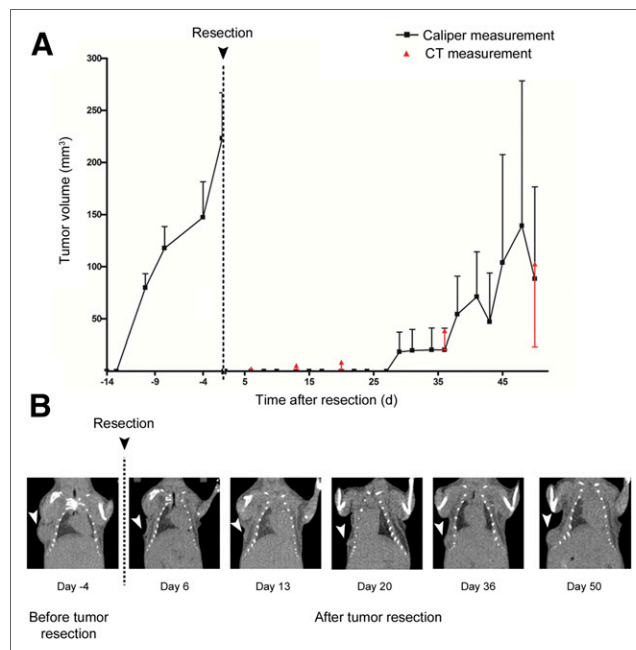 A
Resection
Caliper measurement
CT measurement
Tumor volume (mm³)
300
250
200
150
100
50
-14
-9
-4
5
15
25
35
45
Time after resection (d)
B
Resection
Day -4
Day 6
Day 13
Day 20
Day 36
Day 50
Before tumor
resection
After tumor resection